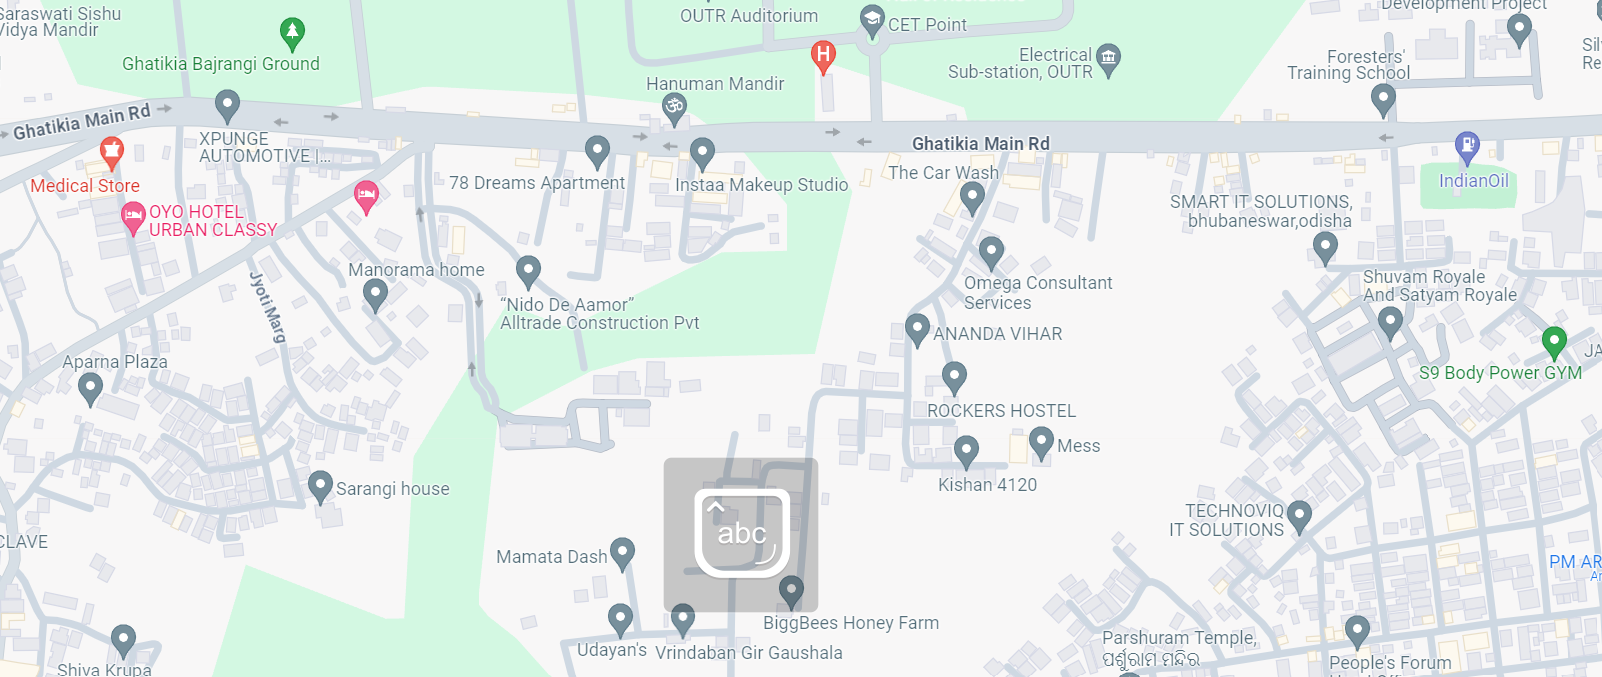 Saraswati Sishu
Vidya Mandir
OUTR Auditorium
CET Point
Development Project
Ghatikia Bajrangi Ground
H
Electrical
Sub-station, OUTR
Foresters'
Training School
Hanuman Mandir
ॐ
Ghatikia Main Rd
XPUNGE
AUTOMOTIVE |...
Ghatikia Main Rd
Medical Store
78 Dreams Apartment
Instaa Makeup Studio
The Car Wash
IndianOil
OYO HOTEL
URBAN CLASSY
SMART IT SOLUTIONS,
bhubaneswar,odisha
Manorama home
Jyoti Marg
“Nido De Aamor”
Alltrade Construction Pvt
Omega Consultant
Services
Shuvam Royale
And Satyam Royale
ANANDA VIHAR
Aparna Plaza
S9 Body Power GYM
JA
ROCKERS HOSTEL
Mess
Kishan 4120
Sarangi house
TECHNOVIQ
IT SOLUTIONS
abc
CLAVE
Mamata Dash
PM AR
BiggBees Honey Farm
Udayan's
Vrindaban Gir Gaushala
Shiva Krupa
Parshuram Temple,
ପର୍ଶୁରାମ ମନ୍ଦିର
People's Forum